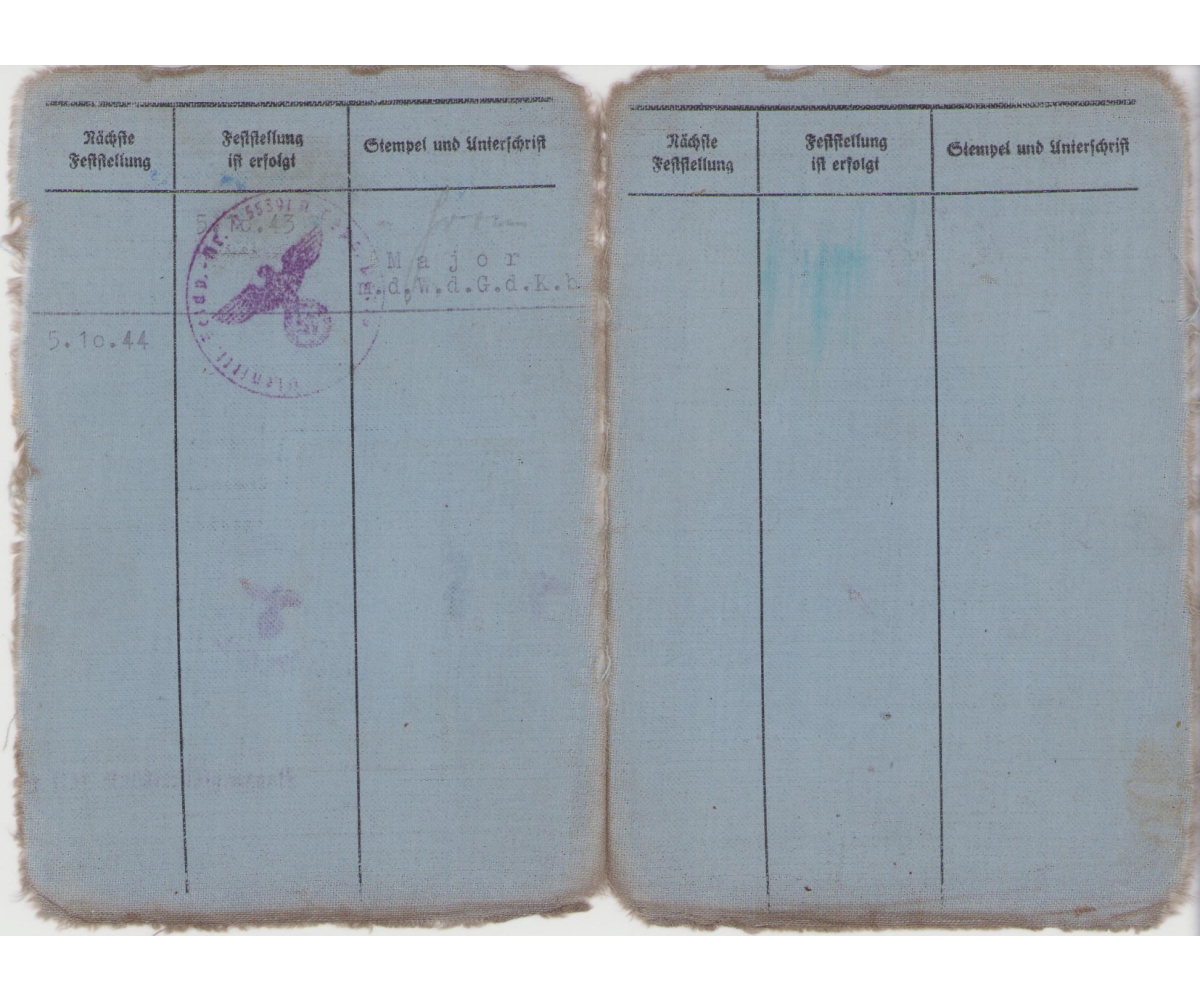 Nächste
Feststellung
Feststellung
ist erfolgt
Stempel und Unterschrift
5.10.43
Major
m.d.W.d.G.d.K.b
5.10.44
Nächste
Feststellung
Feststellung
ist erfolgt
Stempel und Unterschrift